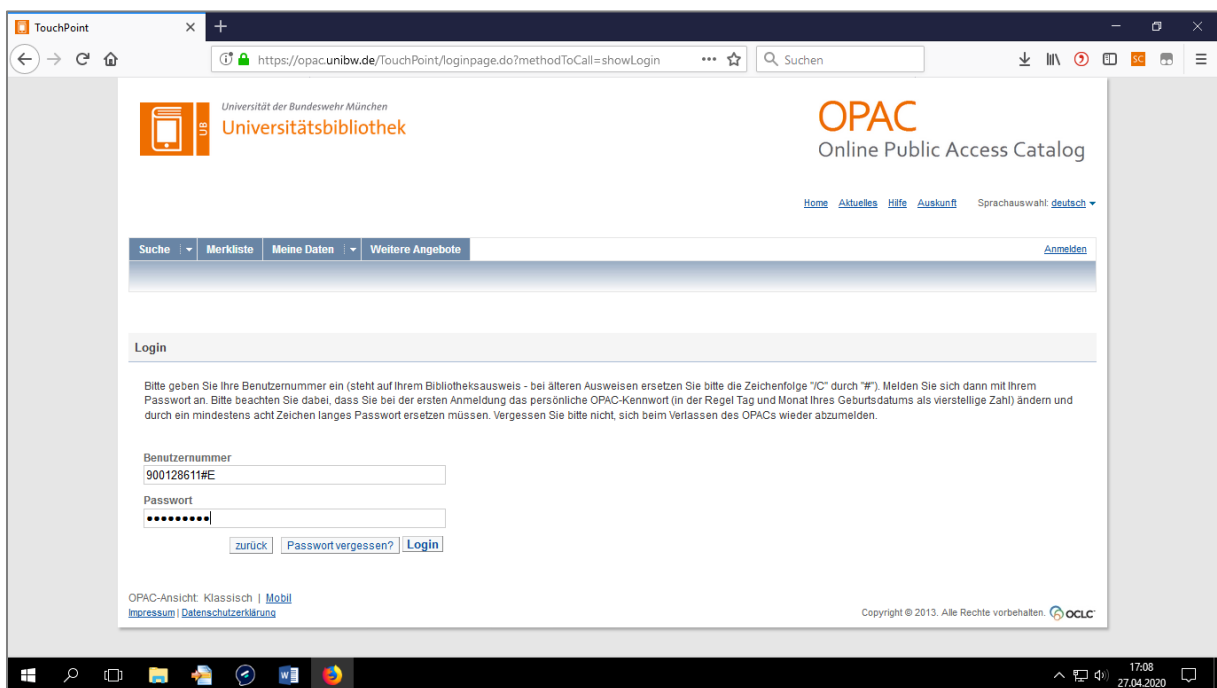 TouchPoint
https://opac.unibw.de/TouchPoint/loginpage.do?methodToCall=showLogin
Suchen
SC
UB
Universität der Bundeswehr München
Universitätsbibliothek
OPAC
Online Public Access Catalog
Home Aktuelles Hilfe Auskunft Sprachauswahl: deutsch
Suche Merkliste Meine Daten Weitere Angebote Anmelden
Login
Bitte geben Sie Ihre Benutzernummer ein (steht auf Ihrem Bibliotheksausweis - bei älteren Ausweisen ersetzen Sie bitte die Zeichenfolge "/C" durch "#"). Melden Sie sich dann mit Ihrem
Passwort an. Bitte beachten Sie dabei, dass Sie bei der ersten Anmeldung das persönliche OPAC-Kennwort (in der Regel Tag und Monat Ihres Geburtsdatums als vierstellige Zahl) ändern und
durch ein mindestens acht Zeichen langes Passwort ersetzen müssen. Vergessen Sie bitte nicht, sich beim Verlassen des OPACs wieder abzumelden.
Benutzernummer
900128611#E
Passwort
•••••••••
zurück Passwort vergessen? Login
OPAC-Ansicht: Klassisch | Mobil
Impressum | Datenschutzerklärung
Copyright © 2013. Alle Rechte vorbehalten. OCLC
17:08
27.04.2020